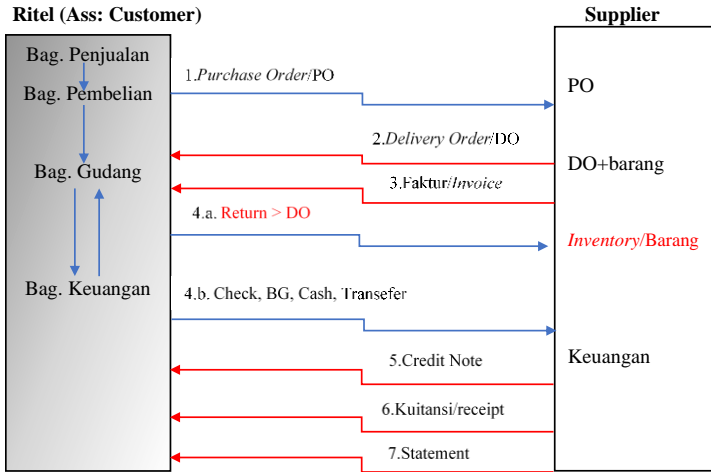 Ritel (Ass: Customer)
Supplier
Bag. Penjualan
Bag. Pembelian
Bag. Gudang
Bag. Keuangan
1.Purchase Order/PO
2.Delivery Order/DO
3.Faktur/Invoice
4.a. Return > DO
4.b. Check, BG, Cash, Transefer
5.Credit Note
6.Kuitansi/receipt
7.Statement
PO
DO+barang
Inventory/Barang
Keuangan